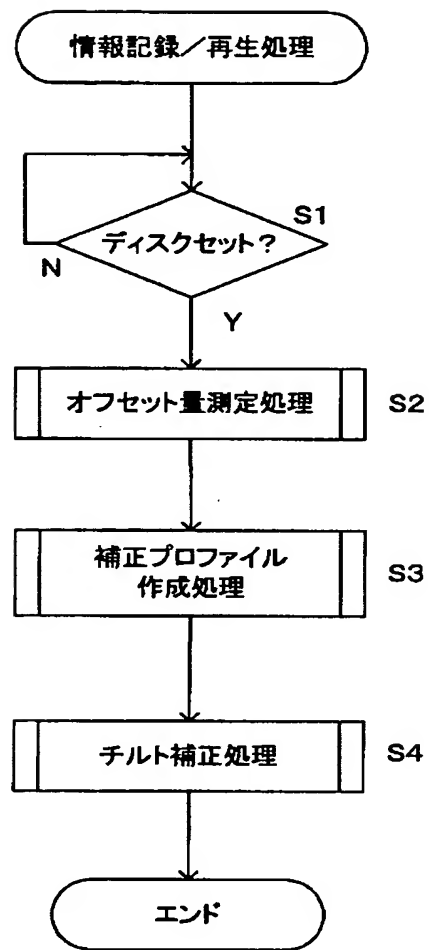 情報記録／再生処理
S1
ディスクセット？
N
Y
オフセット量測定処理
S2
補正プロファイル
作成処理
S3
チルト補正処理
S4
エンド